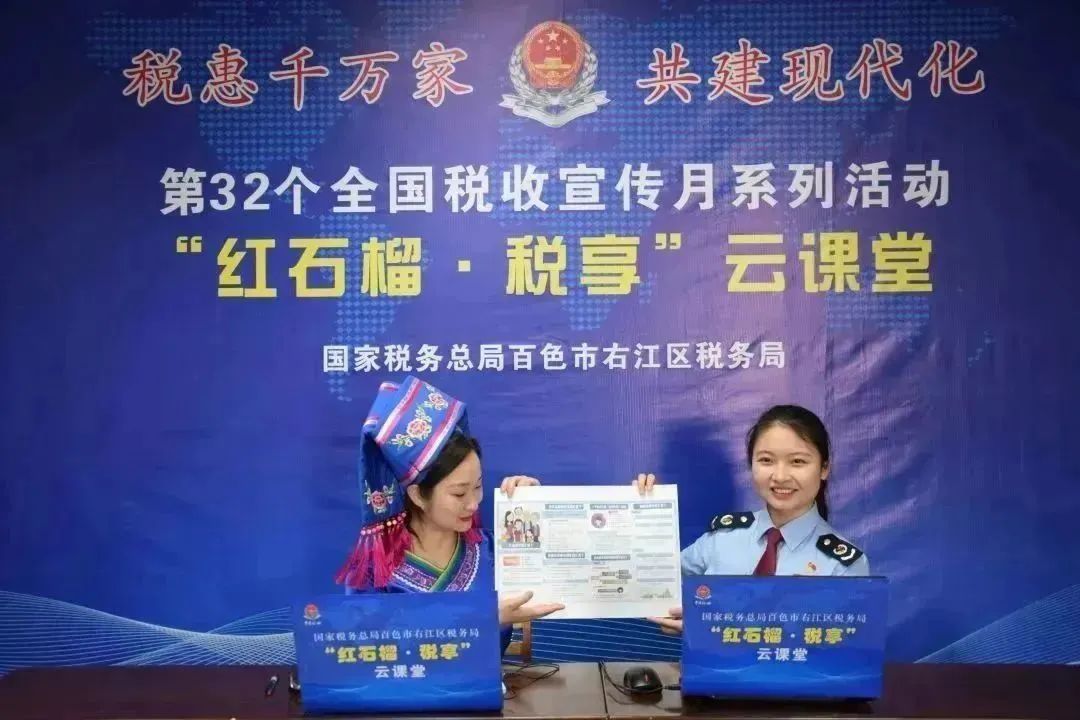 税惠千万家 共建现代化
第32个全国税收宣传月系列活动
“红石榴·税享”云课堂
国家税务总局百色市右江区税务局
国家税务总局百色市右江区税务局
“红石榴·税享”
云课堂
国家税务总局百色市右江区税务局
“红石榴·税享”
云课堂